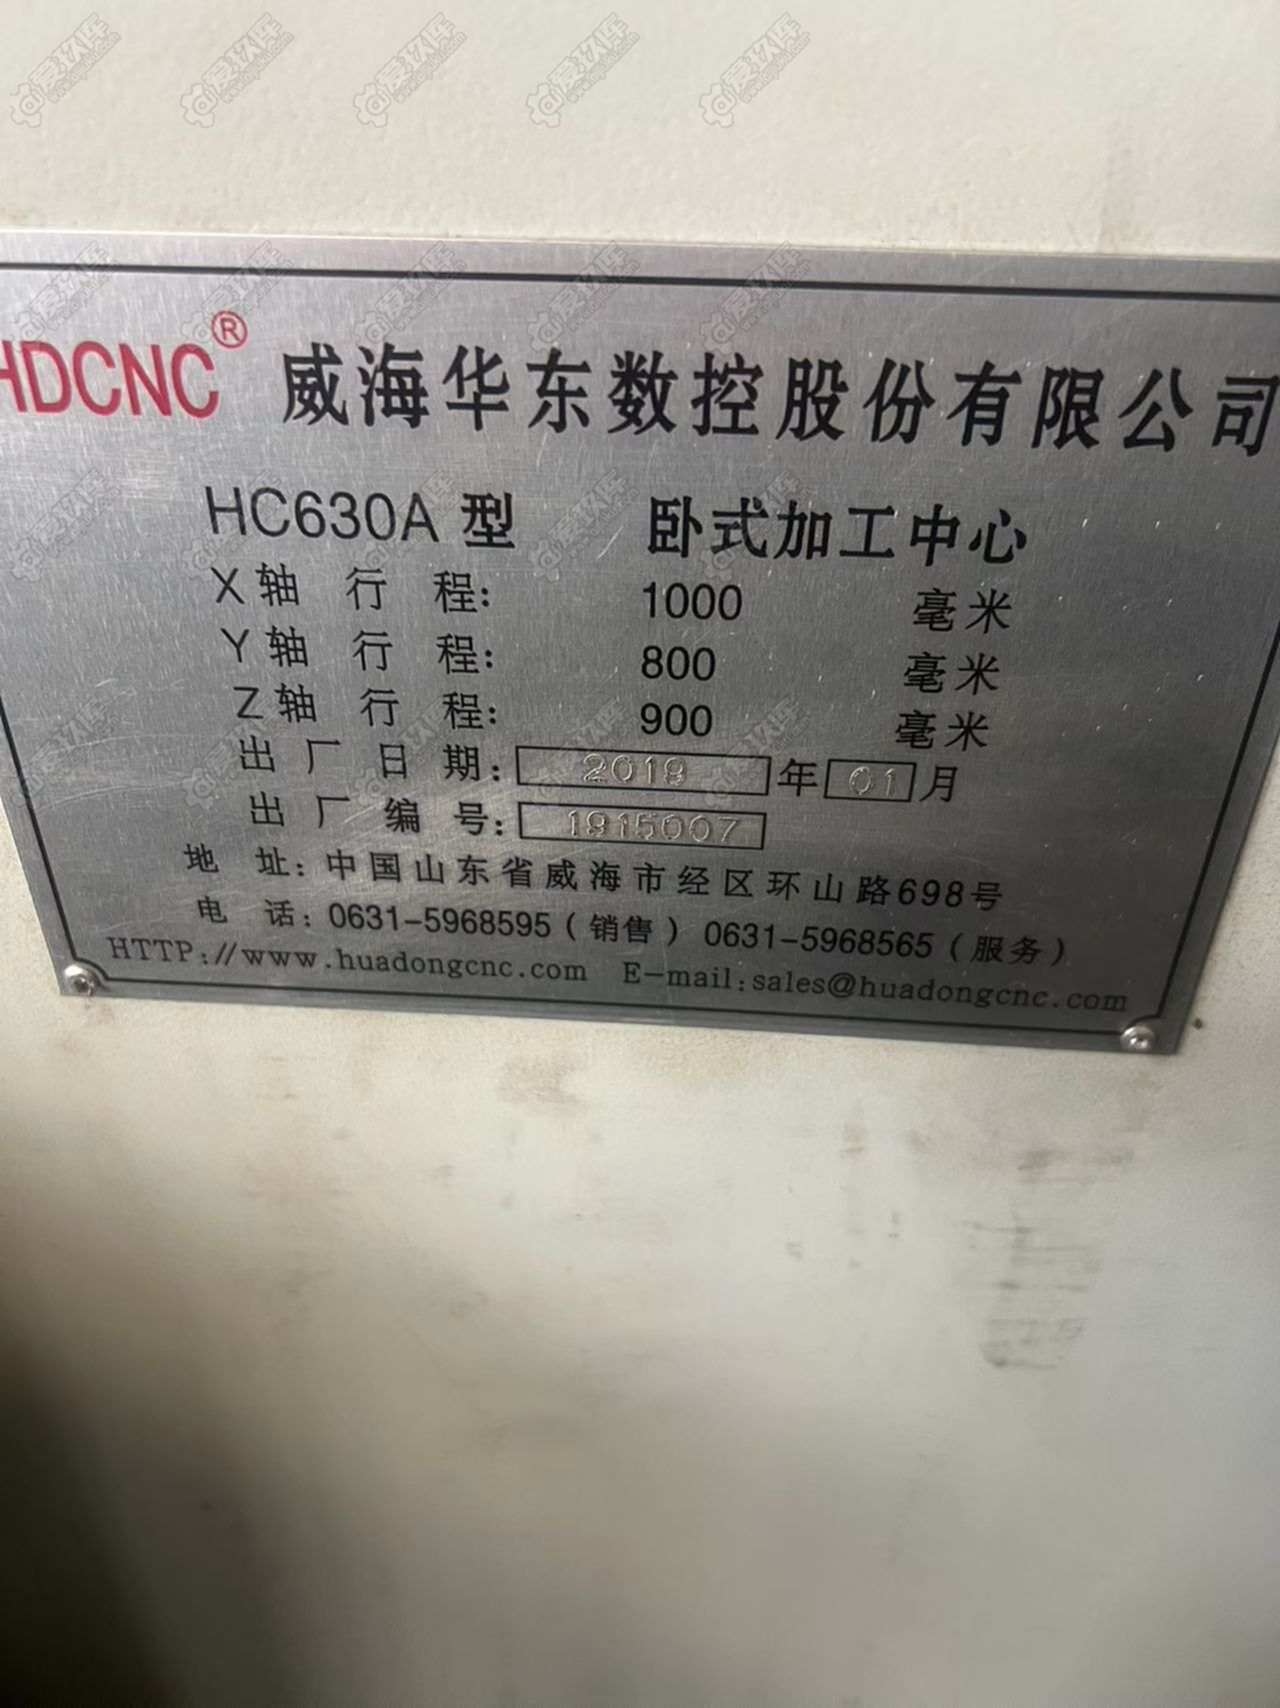 HDCNC® 威海华东数控股份有限公司
HC630A 型 卧式加工中心
X 轴 行 程: 1000 毫米
Y 轴 行 程: 800 毫米
Z 轴 行 程: 900 毫米
出 厂 日 期: 2019 年 01 月
出 厂 编 号: 1915007
地 址: 中国山东省威海市经区环山路698号
电 话: 0631-5968595(销售) 0631-5968565(服务)
HTTP://www.huadongcnc.com E-mail:sales@huadongcnc.com